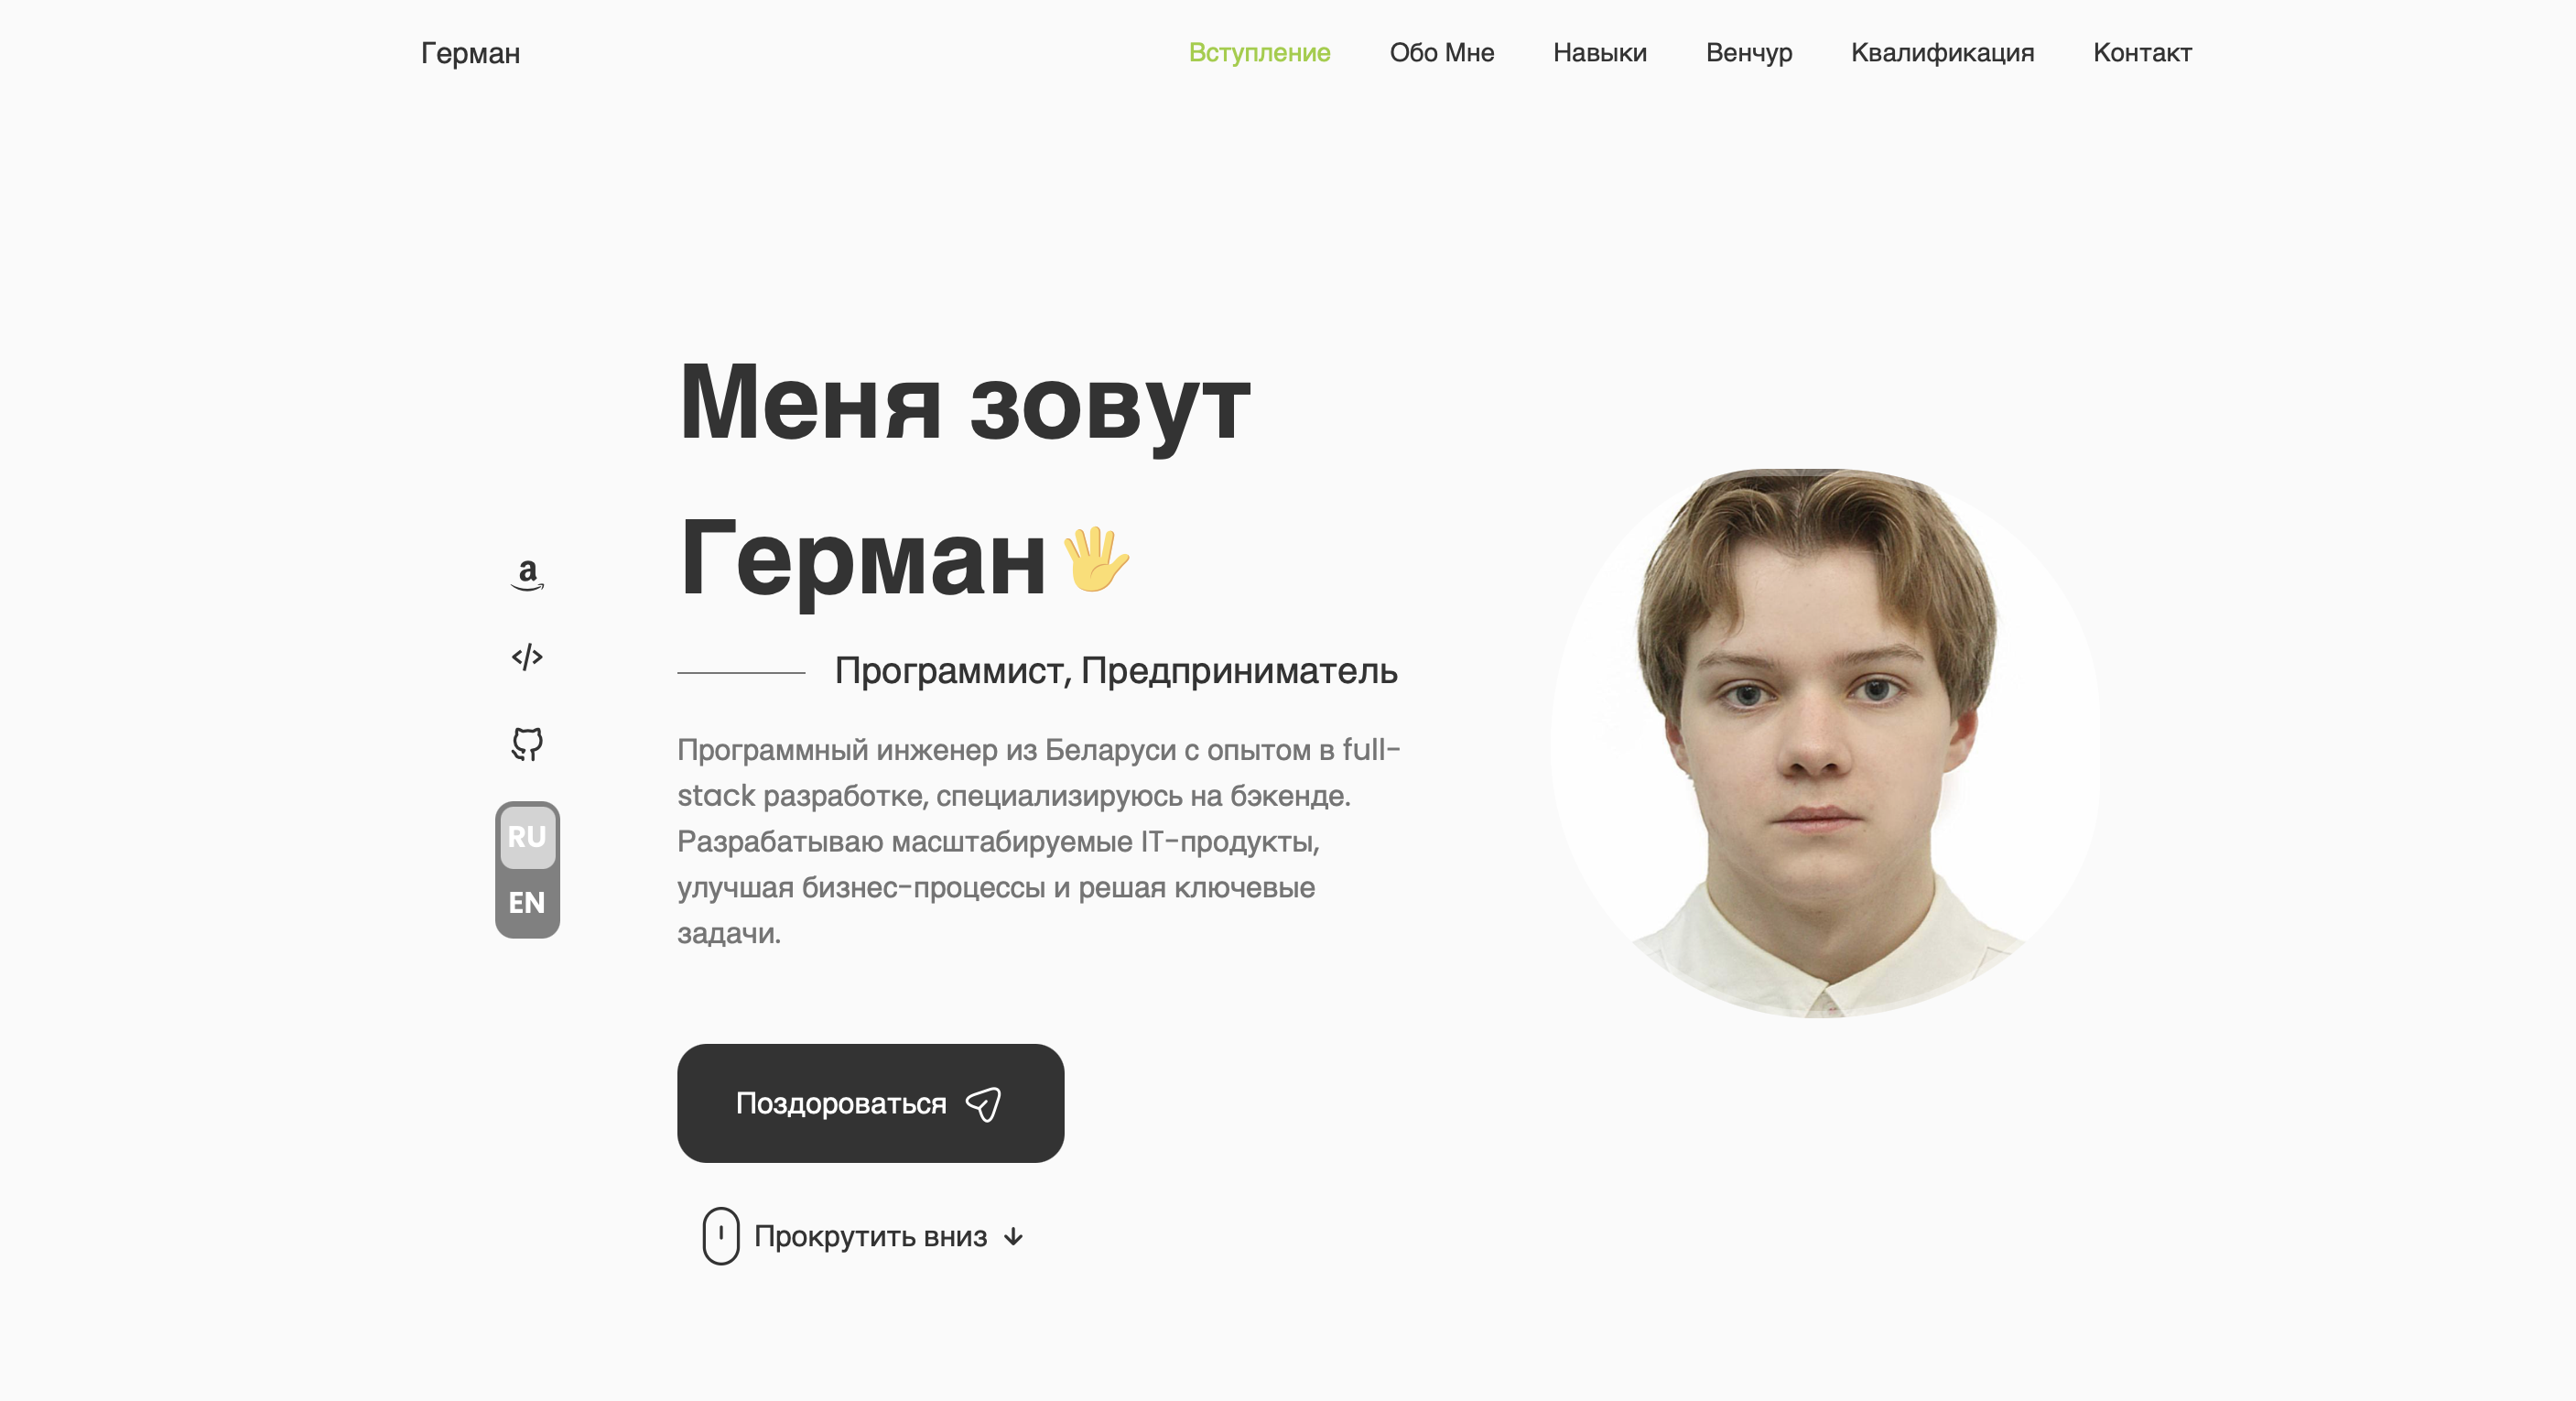 Герман
Вступление
Обо Мне
Навыки
Венчур
Квалификация
Контакт
Меня зовут
Герман
Программист, Предприниматель
Программный инженер из Беларуси с опытом в full-
stack разработке, специализируюсь на бэкенде.
Разрабатываю масштабируемые IT-продукты,
улучшая бизнес-процессы и решая ключевые
задачи.
RU
EN
Поздороваться
Прокрутить вниз